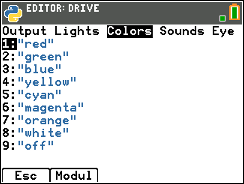 EDITOR: DRIVE
Output Lights Colors Sounds Eye
1:"red"
2:"green"
3:"blue"
4:"yellow"
5:"cyan"
6:"magenta"
7:"orange"
8:"white"
9:"off"
Esc Modul